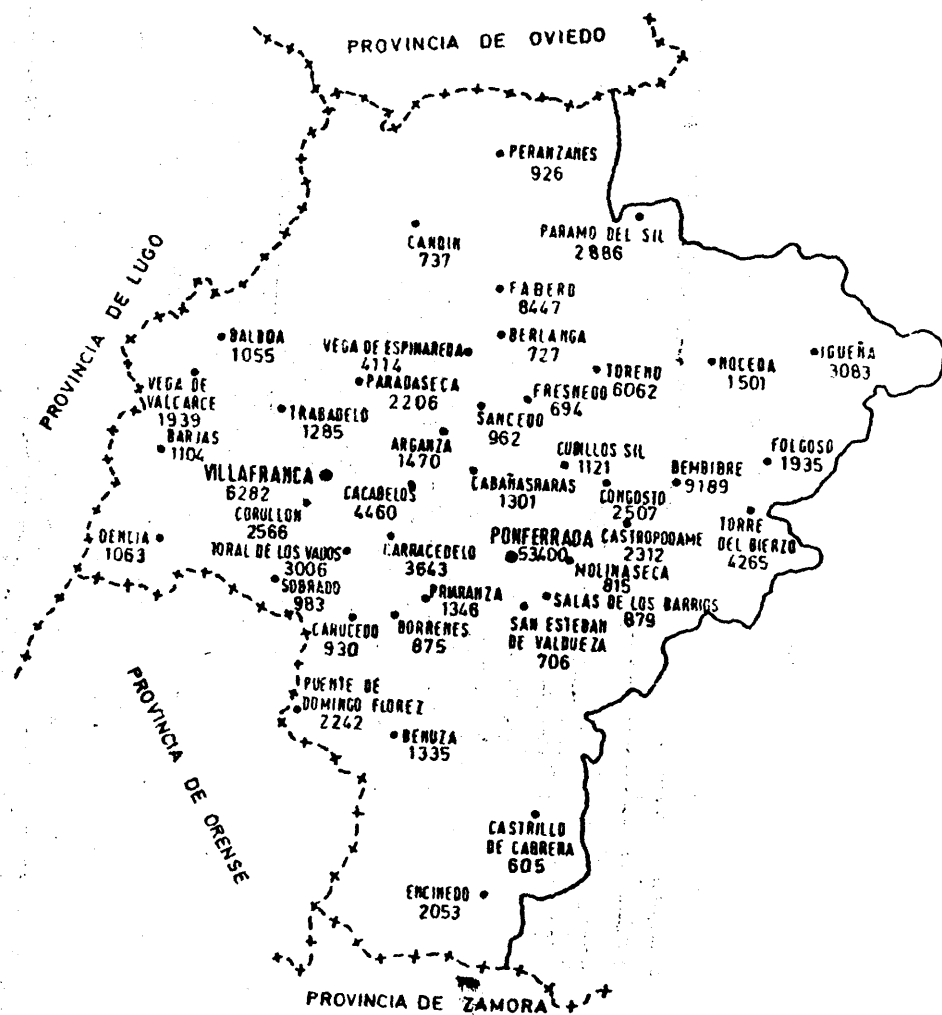 PROVINCIA DE OVIEDO
PERANZANES
926
PARAMO DEL SIL
2886
CANDIN
737
PROVINCIA DE LUGO
FABERO
8447
BALBOA
1055
BERLANGA
727
VEGA DE ESPINAREDA
4114
IGUEÑA
3083
NOCEDA
1501
TORENO
6062
VEGA DE
VALCARCE
1939
PARADASECA
2206
FRESNEDO
694
TRABADELO
1285
SANCEDO
962
BARJAS
1104
ARGANZA
1470
CUBILLOS SIL
1121
FOLGOSO
1935
BEMBIBRE
9189
VILLAFRANCA
6282
CACABELOS
4460
CABAÑASRARAS
1301
CONGOSTO
2507
CORULLON
2566
TORRE
DEL BIERZO
4265
OENCIA
1063
PONFERRADA
53400
CASTROPODAME
2312
TORAL DE LOS VADOS
3006
CARRACEDELO
3643
MOLINASECA
815
SOBRADO
983
PRIARANZA
1346
SALAS DE LOS BARRIOS
879
CARUCEDO
930
BORRENES
875
SAN ESTEBAN
DE VALDUEZA
706
PUENTE DE
DOMINGO FLOREZ
2242
BENUZA
1335
PROVINCIA DE ORENSE
CASTRILLO
DE CABRERA
605
ENCINEDO
2053
PROVINCIA DE ZAMORA